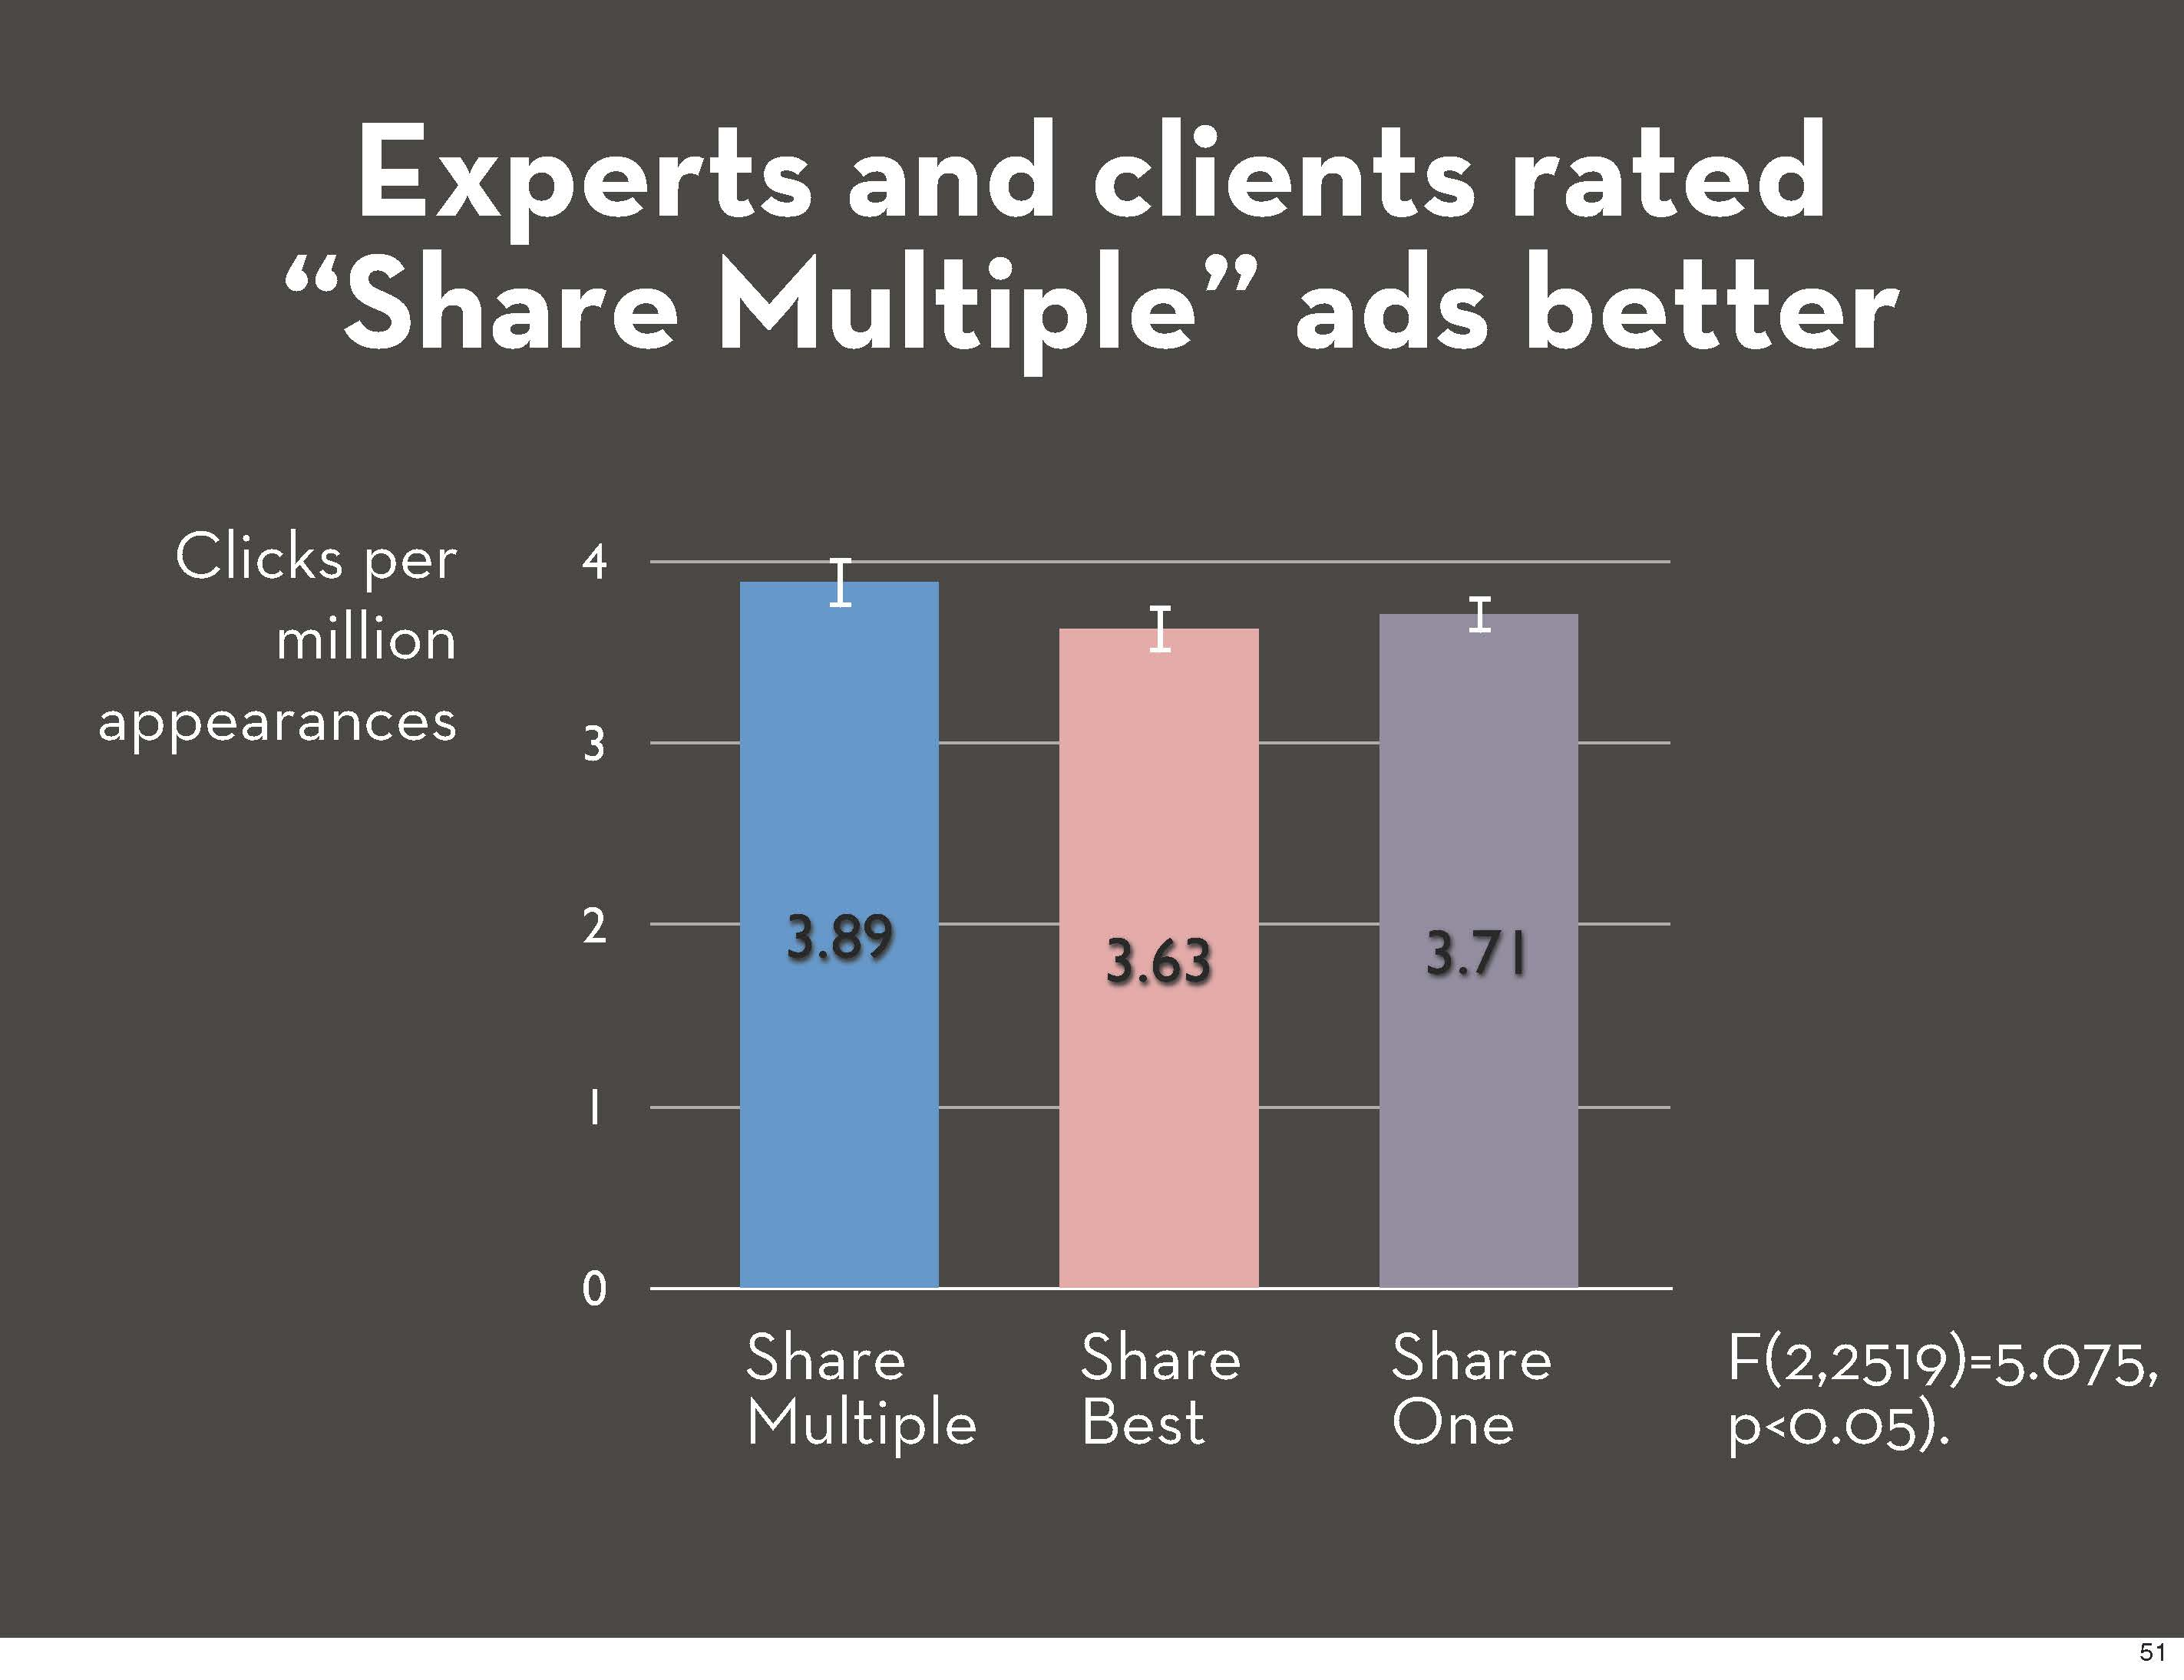 Experts and clients rated
“Share Multiple” ads better
Clicks per
million
appearances
4
3
2
1
0
3.89
3.63
3.71
Share
Multiple
Share
Best
Share
One
F(2,2519)=5.075,
p<0.05).
51